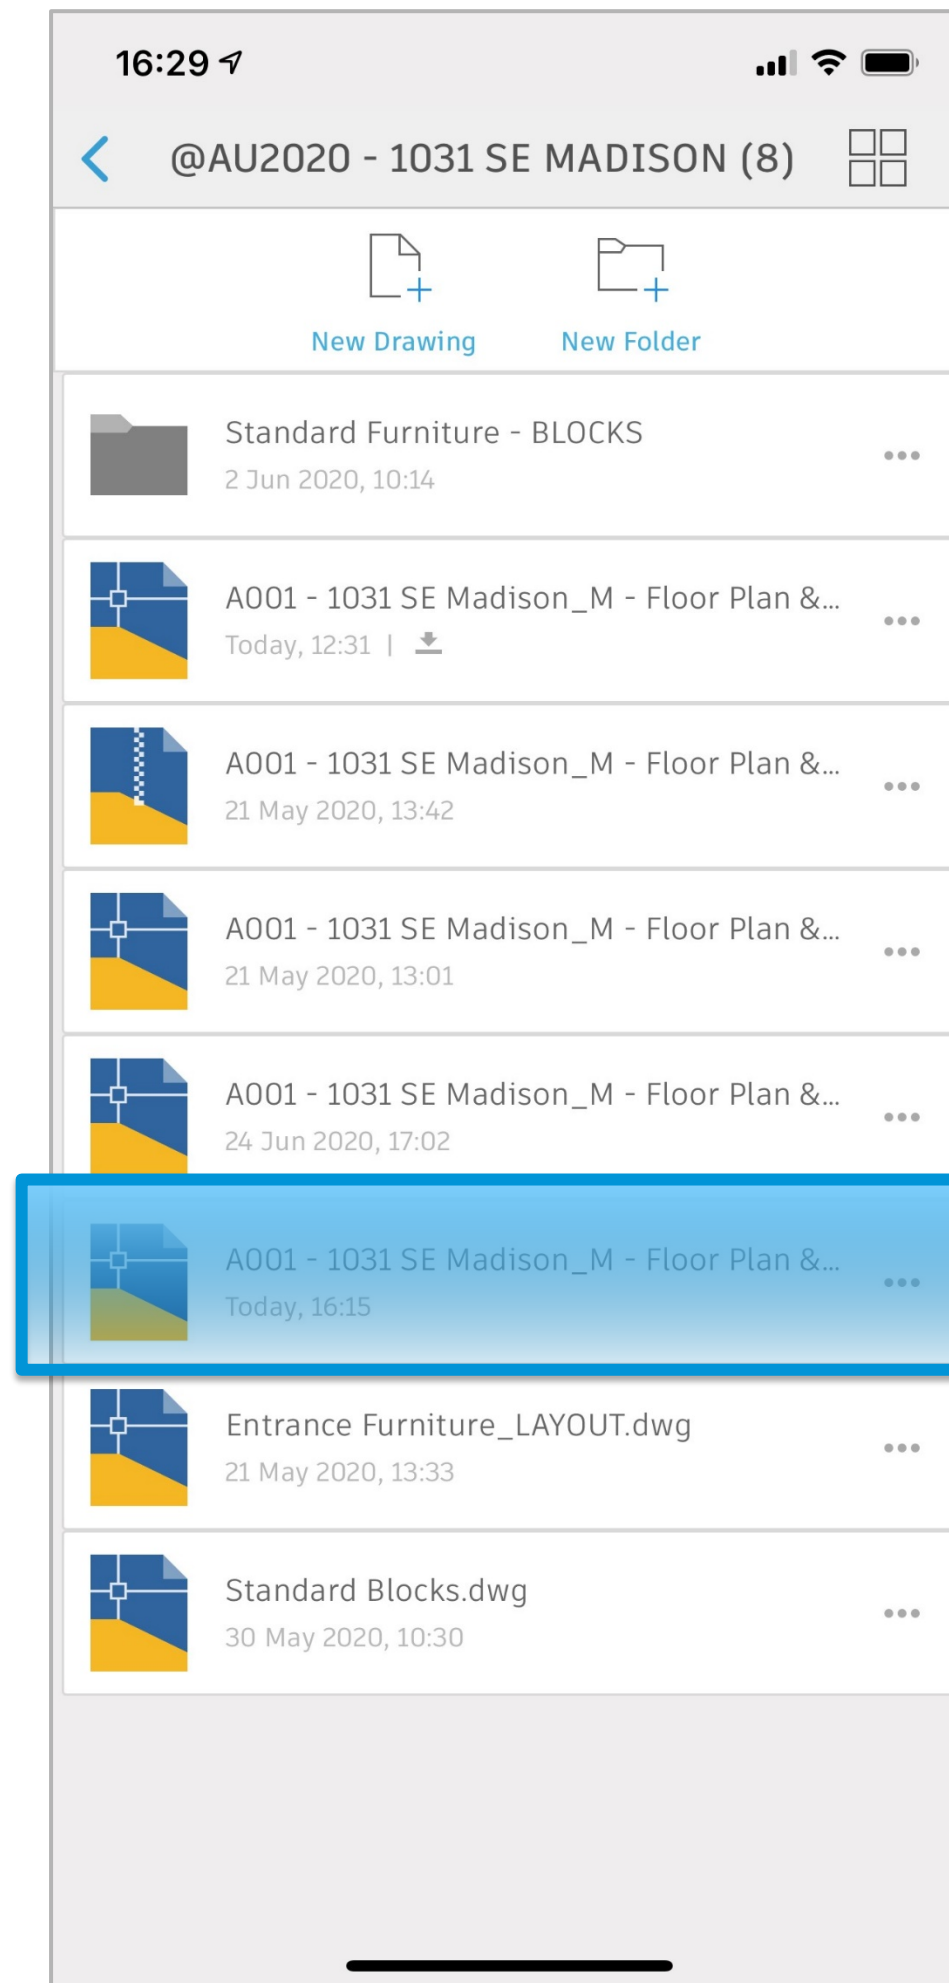 16:29
@AU2020 - 1031 SE MADISON (8)
New Drawing
New Folder
Standard Furniture - BLOCKS
2 Jun 2020, 10:14
A001 - 1031 SE Madison_M - Floor Plan &...
Today, 12:31 |
A001 - 1031 SE Madison_M - Floor Plan &...
21 May 2020, 13:42
A001 - 1031 SE Madison_M - Floor Plan &...
21 May 2020, 13:01
A001 - 1031 SE Madison_M - Floor Plan &...
24 Jun 2020, 17:02
A001 - 1031 SE Madison_M - Floor Plan &...
Today, 16:15
Entrance Furniture_LAYOUT.dwg
21 May 2020, 13:33
Standard Blocks.dwg
30 May 2020, 10:30